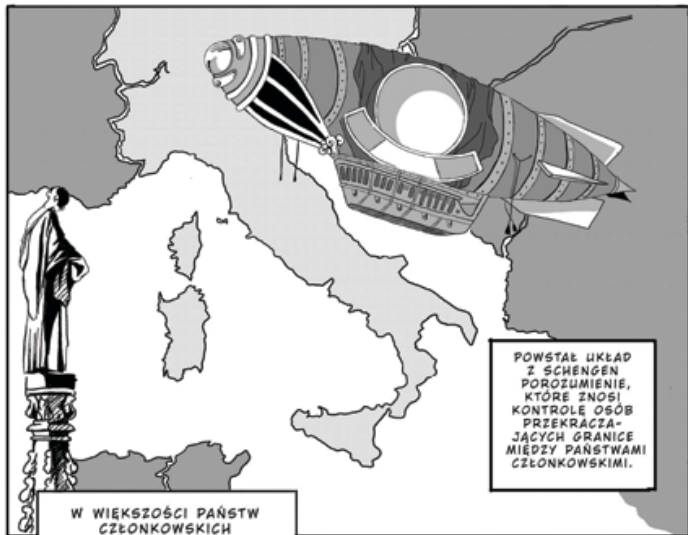 POWSTAŁ UKŁAD
Z SCHENGEN
POROZUMIENIE,
KTÓRE ZNOSI
KONTROLĘ OSÓB
PRZEKRACZA-
JĄCYCH GRANICE
MIĘDZY PAŃSTWAMI
CZŁONKOWSKIMI.
W WIĘKSZOŚCI PAŃSTW
CZŁONKOWSKICH